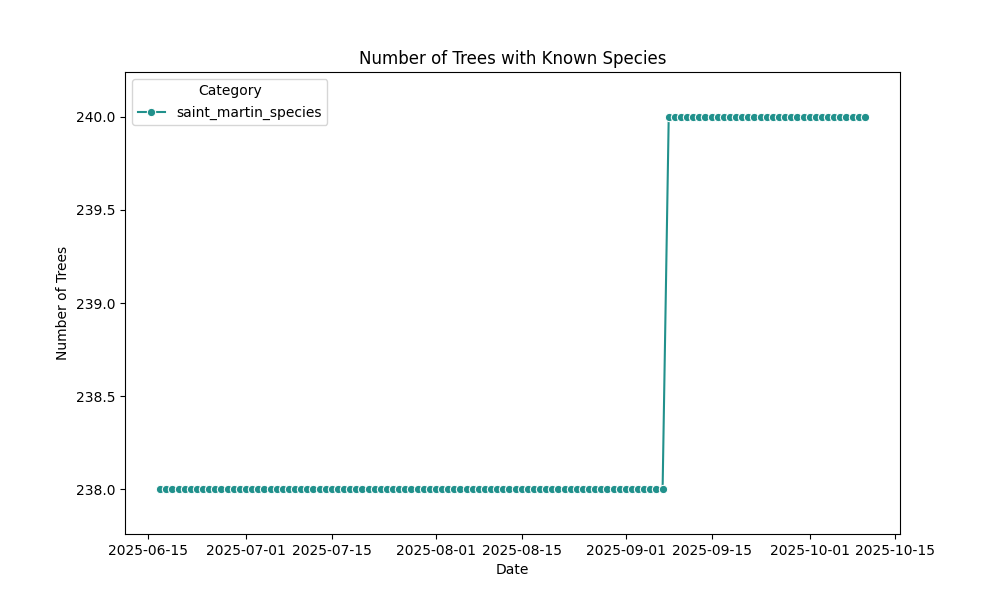 Number of Trees with Known Species
Category
saint_martin_species
240.0
239.5
239.0
238.5
238.0
Number of Trees
2025-06-15 2025-07-01 2025-07-15 2025-08-01 2025-08-15 2025-09-01 2025-09-15 2025-10-01 2025-10-15
Date